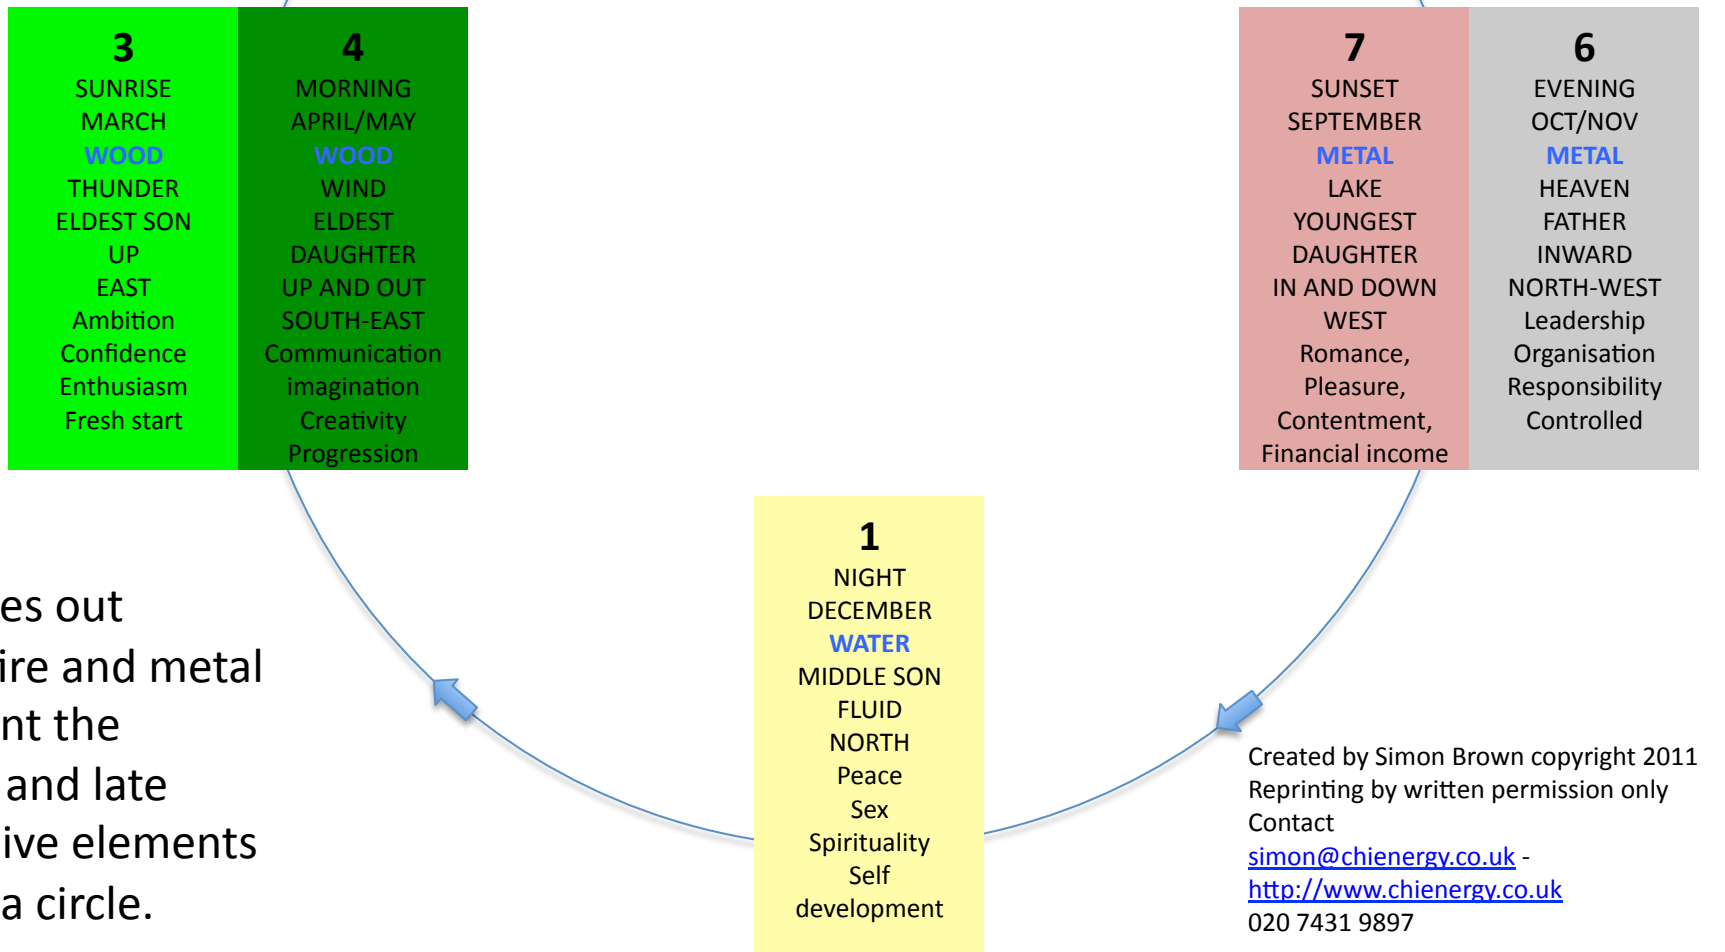 3
SUNRISE
MARCH
WOOD
THUNDER
ELDEST SON
UP
EAST
Ambition
Confidence
Enthusiasm
Fresh start
4
MORNING
APRIL/MAY
WOOD
WIND
ELDEST
DAUGHTER
UP AND OUT
SOUTH-EAST
Communication
imagination
Creativity
Progression
7
SUNSET
SEPTEMBER
METAL
LAKE
YOUNGEST
DAUGHTER
IN AND DOWN
WEST
Romance,
Pleasure,
Contentment,
Financial income
6
EVENING
OCT/NOV
METAL
HEAVEN
FATHER
INWARD
NORTH-WEST
Leadership
Organisation
Responsibility
Controlled
es out
ire and metal
nt the
and late
ive elements
a circle.
1
NIGHT
DECEMBER
WATER
MIDDLE SON
FLUID
NORTH
Peace
Sex
Spirituality
Self
development
Created by Simon Brown copyright 2011
Reprinting by written permission only
Contact
simon@chienergy.co.uk -
http://www.chienergy.co.uk
020 7431 9897